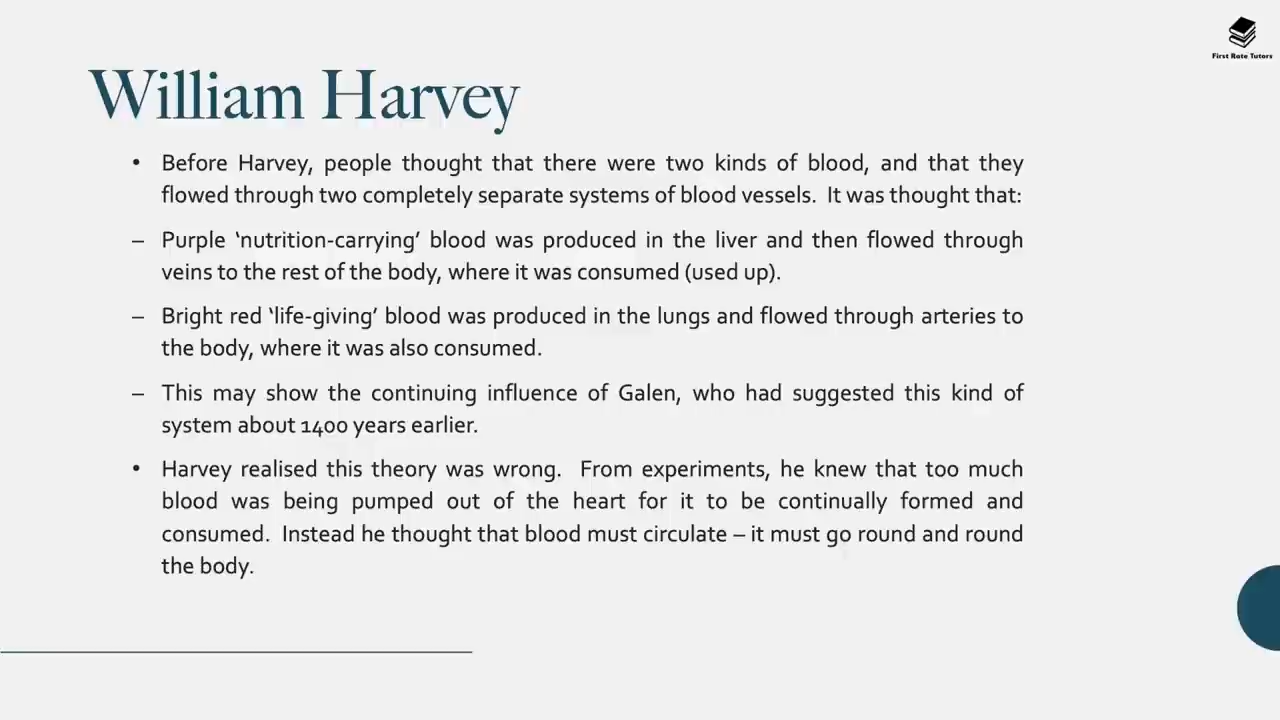 First Rate Tutors
William Harvey
• Before Harvey, people thought that there were two kinds of blood, and that they
flowed through two completely separate systems of blood vessels. It was thought that:
– Purple ‘nutrition-carrying’ blood was produced in the liver and then flowed through
veins to the rest of the body, where it was consumed (used up).
– Bright red ‘life-giving’ blood was produced in the lungs and flowed through arteries to
the body, where it was also consumed.
– This may show the continuing influence of Galen, who had suggested this kind of
system about 1400 years earlier.
• Harvey realised this theory was wrong. From experiments, he knew that too much
blood was being pumped out of the heart for it to be continually formed and
consumed. Instead he thought that blood must circulate – it must go round and round
the body.